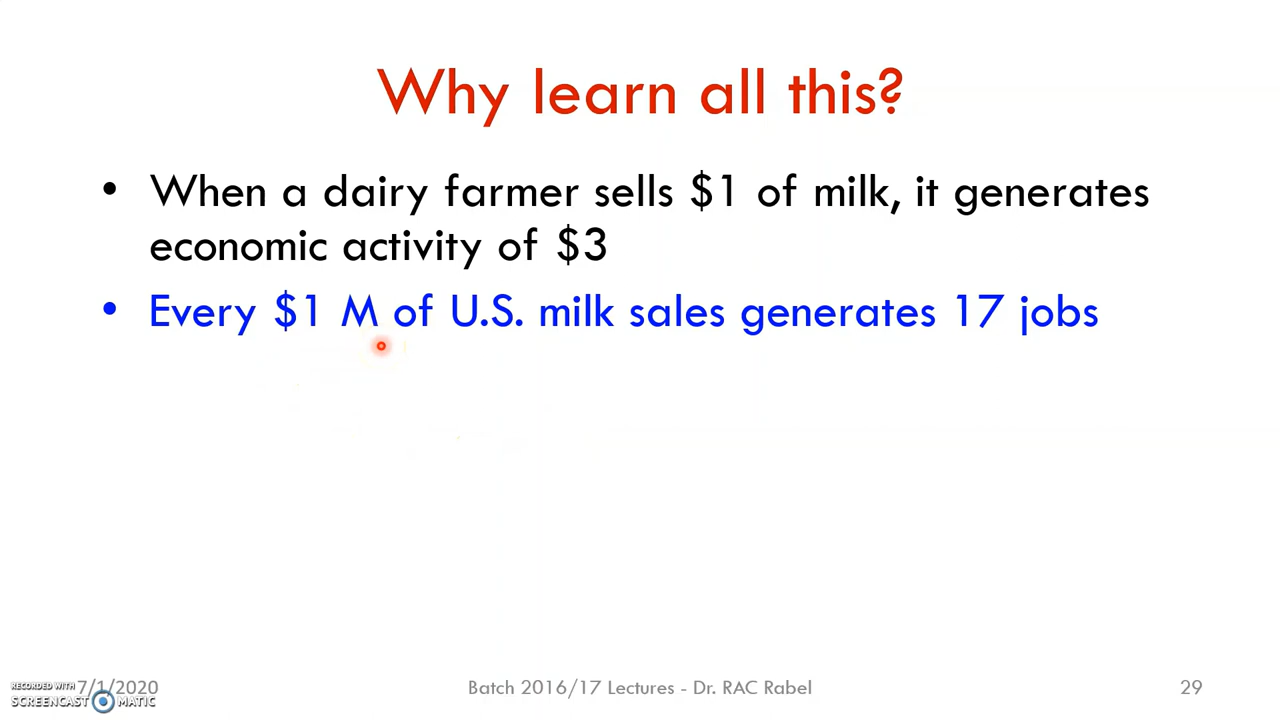 Why learn all this?
• When a dairy farmer sells $1 of milk, it generates
economic activity of $3
• Every $1 M of U.S. milk sales generates 17 jobs
RECORDED WITH
SCREENCAST MATIC
7/1/2020
Batch 2016/17 Lectures - Dr. RAC Rabel
29